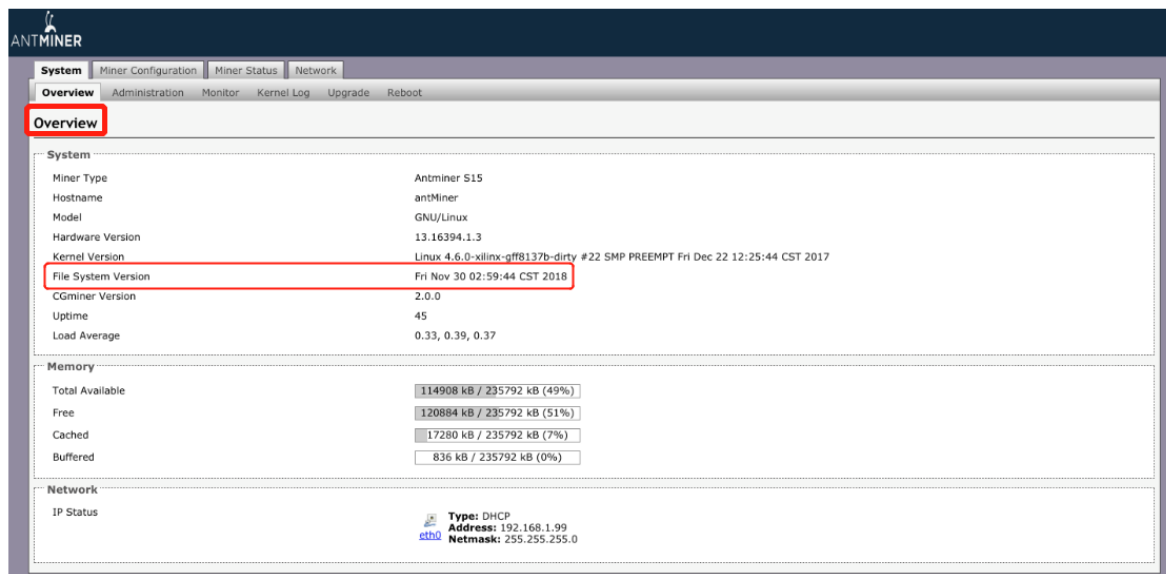 ANTMINER
System Miner Configuration Miner Status Network
Overview Administration Monitor Kernel Log Upgrade Reboot
Overview
System
Miner Type Antminer S15
Hostname antMiner
Model GNU/Linux
Hardware Version 13.16394.1.3
Kernel Version Linux 4.6.0-xilinx-gff8137b-dirty #22 SMP PREEMPT Fri Dec 22 12:25:44 CST 2017
File System Version Fri Nov 30 02:59:44 CST 2018
CGminer Version 2.0.0
Uptime 45
Load Average 0.33, 0.39, 0.37
Memory
Total Available 114908 kB / 235792 kB (49%)
Free 120884 kB / 235792 kB (51%)
Cached 17280 kB / 235792 kB (7%)
Buffered 836 kB / 235792 kB (0%)
Network
IP Status Type: DHCP
Address: 192.168.1.99
eth0 Netmask: 255.255.255.0